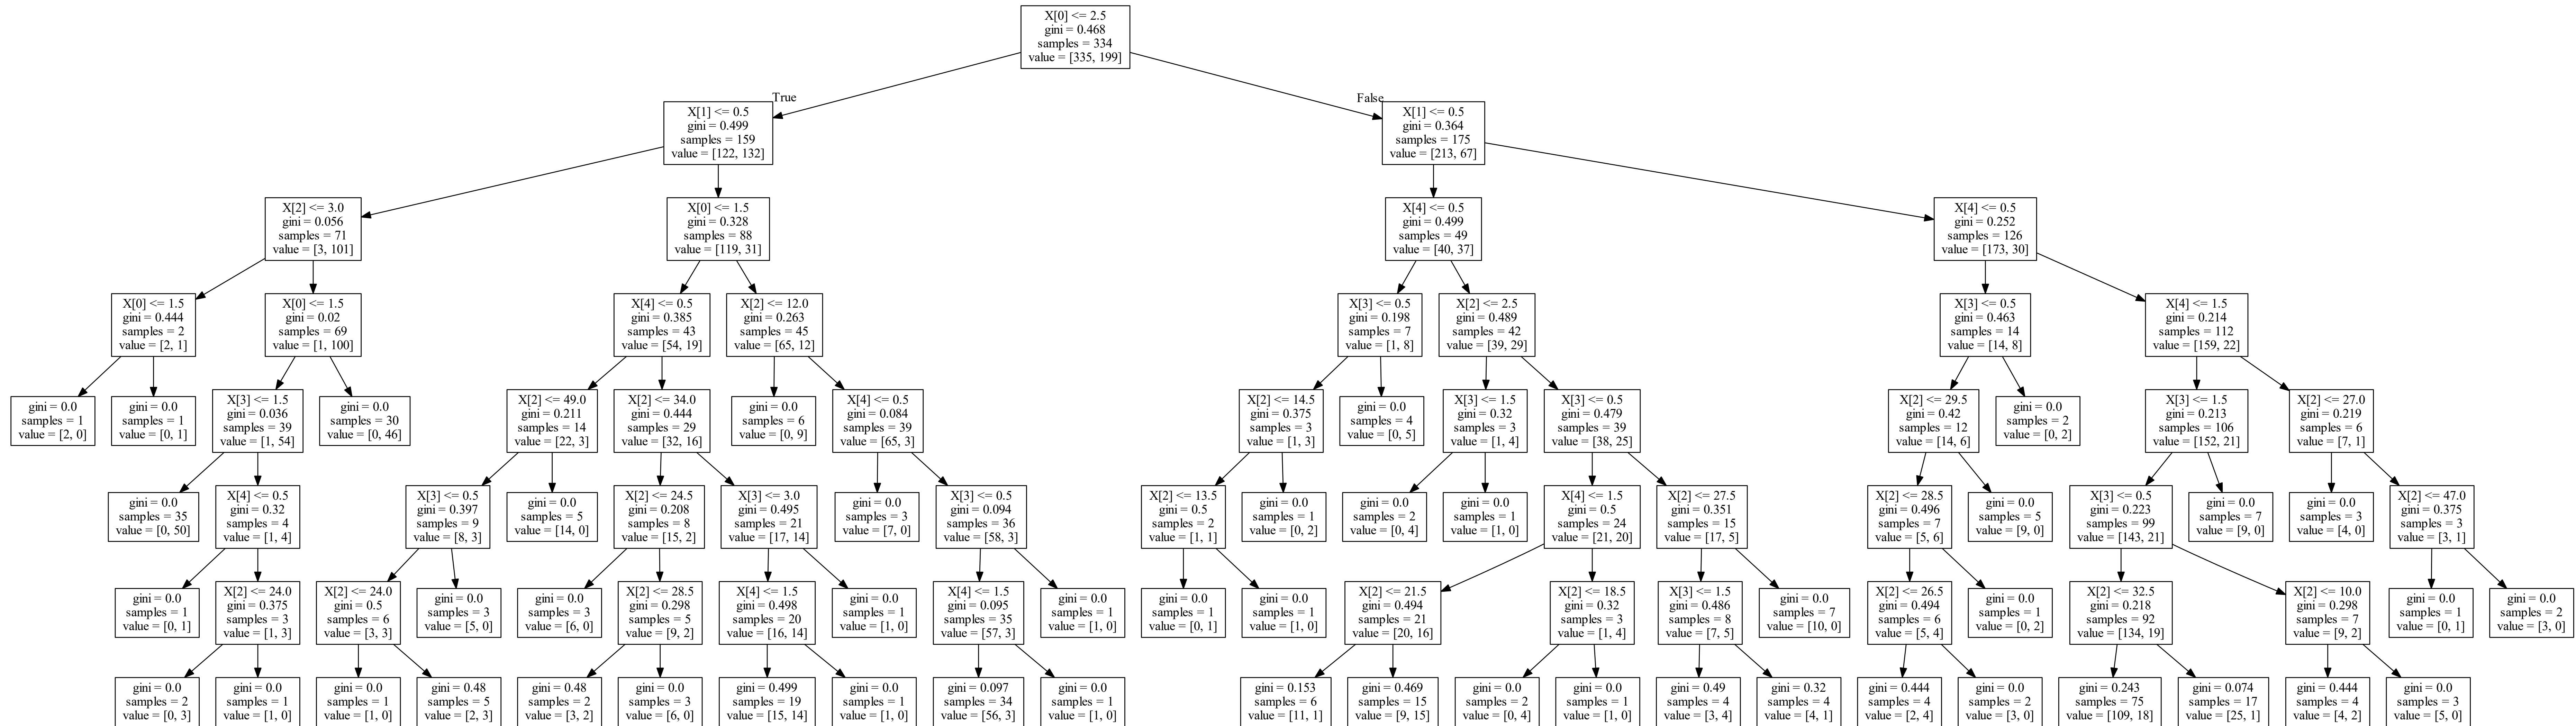 X[0] <= 2.5
gini = 0.468
samples = 334
value = [335, 199]
True
False
X[1] <= 0.5
gini = 0.499
samples = 159
value = [122, 132]
X[1] <= 0.5
gini = 0.364
samples = 175
value = [213, 67]
X[2] <= 3.0
gini = 0.056
samples = 71
value = [3, 101]
X[0] <= 1.5
gini = 0.328
samples = 88
value = [119, 31]
X[4] <= 0.5
gini = 0.499
samples = 49
value = [40, 37]
X[4] <= 0.5
gini = 0.252
samples = 126
value = [173, 30]
X[0] <= 1.5
gini = 0.444
samples = 2
value = [2, 1]
X[0] <= 1.5
gini = 0.02
samples = 69
value = [1, 100]
X[4] <= 0.5
gini = 0.385
samples = 43
value = [54, 19]
X[2] <= 12.0
gini = 0.263
samples = 45
value = [65, 12]
X[3] <= 0.5
gini = 0.198
samples = 7
value = [1, 8]
X[2] <= 2.5
gini = 0.489
samples = 42
value = [39, 29]
X[3] <= 0.5
gini = 0.463
samples = 14
value = [14, 8]
X[4] <= 1.5
gini = 0.214
samples = 112
value = [159, 22]
gini = 0.0
samples = 1
value = [2, 0]
gini = 0.0
samples = 1
value = [0, 1]
X[3] <= 1.5
gini = 0.036
samples = 39
value = [1, 54]
gini = 0.0
samples = 30
value = [0, 46]
X[2] <= 49.0
gini = 0.211
samples = 14
value = [22, 3]
X[2] <= 34.0
gini = 0.444
samples = 29
value = [32, 16]
gini = 0.0
samples = 6
value = [0, 9]
X[4] <= 0.5
gini = 0.084
samples = 39
value = [65, 3]
X[2] <= 14.5
gini = 0.375
samples = 3
value = [1, 3]
gini = 0.0
samples = 4
value = [0, 5]
X[3] <= 1.5
gini = 0.32
samples = 3
value = [1, 4]
X[3] <= 0.5
gini = 0.479
samples = 39
value = [38, 25]
X[2] <= 29.5
gini = 0.42
samples = 12
value = [14, 6]
gini = 0.0
samples = 2
value = [0, 2]
X[3] <= 1.5
gini = 0.213
samples = 106
value = [152, 21]
X[2] <= 27.0
gini = 0.219
samples = 6
value = [7, 1]
gini = 0.0
samples = 35
value = [0, 50]
X[4] <= 0.5
gini = 0.32
samples = 4
value = [1, 4]
X[3] <= 0.5
gini = 0.397
samples = 9
value = [8, 3]
gini = 0.0
samples = 5
value = [14, 0]
X[2] <= 24.5
gini = 0.208
samples = 8
value = [15, 2]
X[3] <= 3.0
gini = 0.495
samples = 21
value = [17, 14]
gini = 0.0
samples = 3
value = [7, 0]
X[3] <= 0.5
gini = 0.094
samples = 36
value = [58, 3]
X[2] <= 13.5
gini = 0.5
samples = 2
value = [1, 1]
gini = 0.0
samples = 1
value = [0, 2]
gini = 0.0
samples = 2
value = [0, 4]
gini = 0.0
samples = 1
value = [1, 0]
X[4] <= 1.5
gini = 0.5
samples = 24
value = [21, 20]
X[2] <= 27.5
gini = 0.351
samples = 15
value = [17, 5]
X[2] <= 28.5
gini = 0.496
samples = 7
value = [5, 6]
gini = 0.0
samples = 5
value = [9, 0]
X[3] <= 0.5
gini = 0.223
samples = 99
value = [143, 21]
gini = 0.0
samples = 7
value = [9, 0]
gini = 0.0
samples = 3
value = [4, 0]
X[2] <= 47.0
gini = 0.375
samples = 3
value = [3, 1]
gini = 0.0
samples = 1
value = [0, 1]
X[2] <= 24.0
gini = 0.375
samples = 3
value = [1, 3]
X[2] <= 24.0
gini = 0.5
samples = 6
value = [3, 3]
gini = 0.0
samples = 3
value = [5, 0]
gini = 0.0
samples = 3
value = [6, 0]
X[2] <= 28.5
gini = 0.298
samples = 5
value = [9, 2]
X[4] <= 1.5
gini = 0.498
samples = 20
value = [16, 14]
gini = 0.0
samples = 1
value = [1, 0]
X[4] <= 1.5
gini = 0.095
samples = 35
value = [57, 3]
gini = 0.0
samples = 1
value = [1, 0]
gini = 0.0
samples = 1
value = [0, 1]
gini = 0.0
samples = 1
value = [1, 0]
X[2] <= 21.5
gini = 0.494
samples = 21
value = [20, 16]
X[2] <= 18.5
gini = 0.32
samples = 3
value = [1, 4]
X[3] <= 1.5
gini = 0.486
samples = 8
value = [7, 5]
gini = 0.0
samples = 7
value = [10, 0]
X[2] <= 26.5
gini = 0.494
samples = 6
value = [5, 4]
gini = 0.0
samples = 1
value = [0, 2]
X[2] <= 32.5
gini = 0.218
samples = 92
value = [134, 19]
X[2] <= 10.0
gini = 0.298
samples = 7
value = [9, 2]
gini = 0.0
samples = 1
value = [0, 1]
gini = 0.0
samples = 2
value = [3, 0]
gini = 0.0
samples = 2
value = [0, 3]
gini = 0.0
samples = 1
value = [1, 0]
gini = 0.0
samples = 1
value = [1, 0]
gini = 0.48
samples = 5
value = [2, 3]
gini = 0.48
samples = 2
value = [3, 2]
gini = 0.0
samples = 3
value = [6, 0]
gini = 0.499
samples = 19
value = [15, 14]
gini = 0.0
samples = 1
value = [1, 0]
gini = 0.097
samples = 34
value = [56, 3]
gini = 0.0
samples = 1
value = [1, 0]
gini = 0.153
samples = 6
value = [11, 1]
gini = 0.469
samples = 15
value = [9, 15]
gini = 0.0
samples = 2
value = [0, 4]
gini = 0.0
samples = 1
value = [1, 0]
gini = 0.49
samples = 4
value = [3, 4]
gini = 0.32
samples = 4
value = [4, 1]
gini = 0.444
samples = 4
value = [2, 4]
gini = 0.0
samples = 2
value = [3, 0]
gini = 0.243
samples = 75
value = [109, 18]
gini = 0.074
samples = 17
value = [25, 1]
gini = 0.444
samples = 4
value = [4, 2]
gini = 0.0
samples = 3
value = [5, 0]